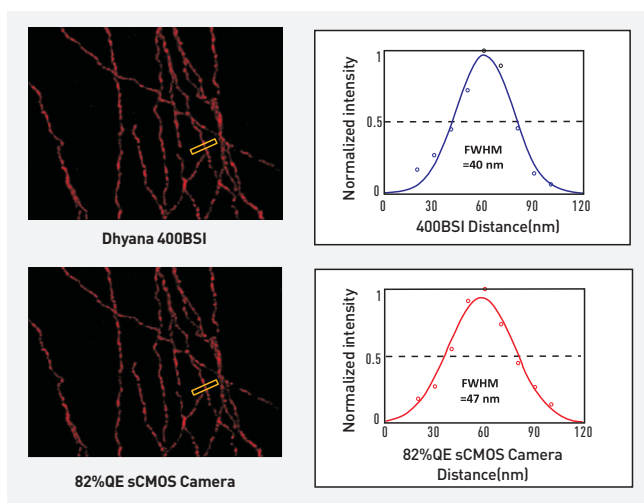 Dhyana 400BSI
Normalized intensity
1
0.5
0
FWHM
=40 nm
0 30 60 90 120
400BSI Distance(nm)
82%QE sCMOS Camera
Normalized intensity
1
0.5
0
FWHM
=47 nm
0 30 60 90 120
82%QE sCMOS Camera
Distance(nm)